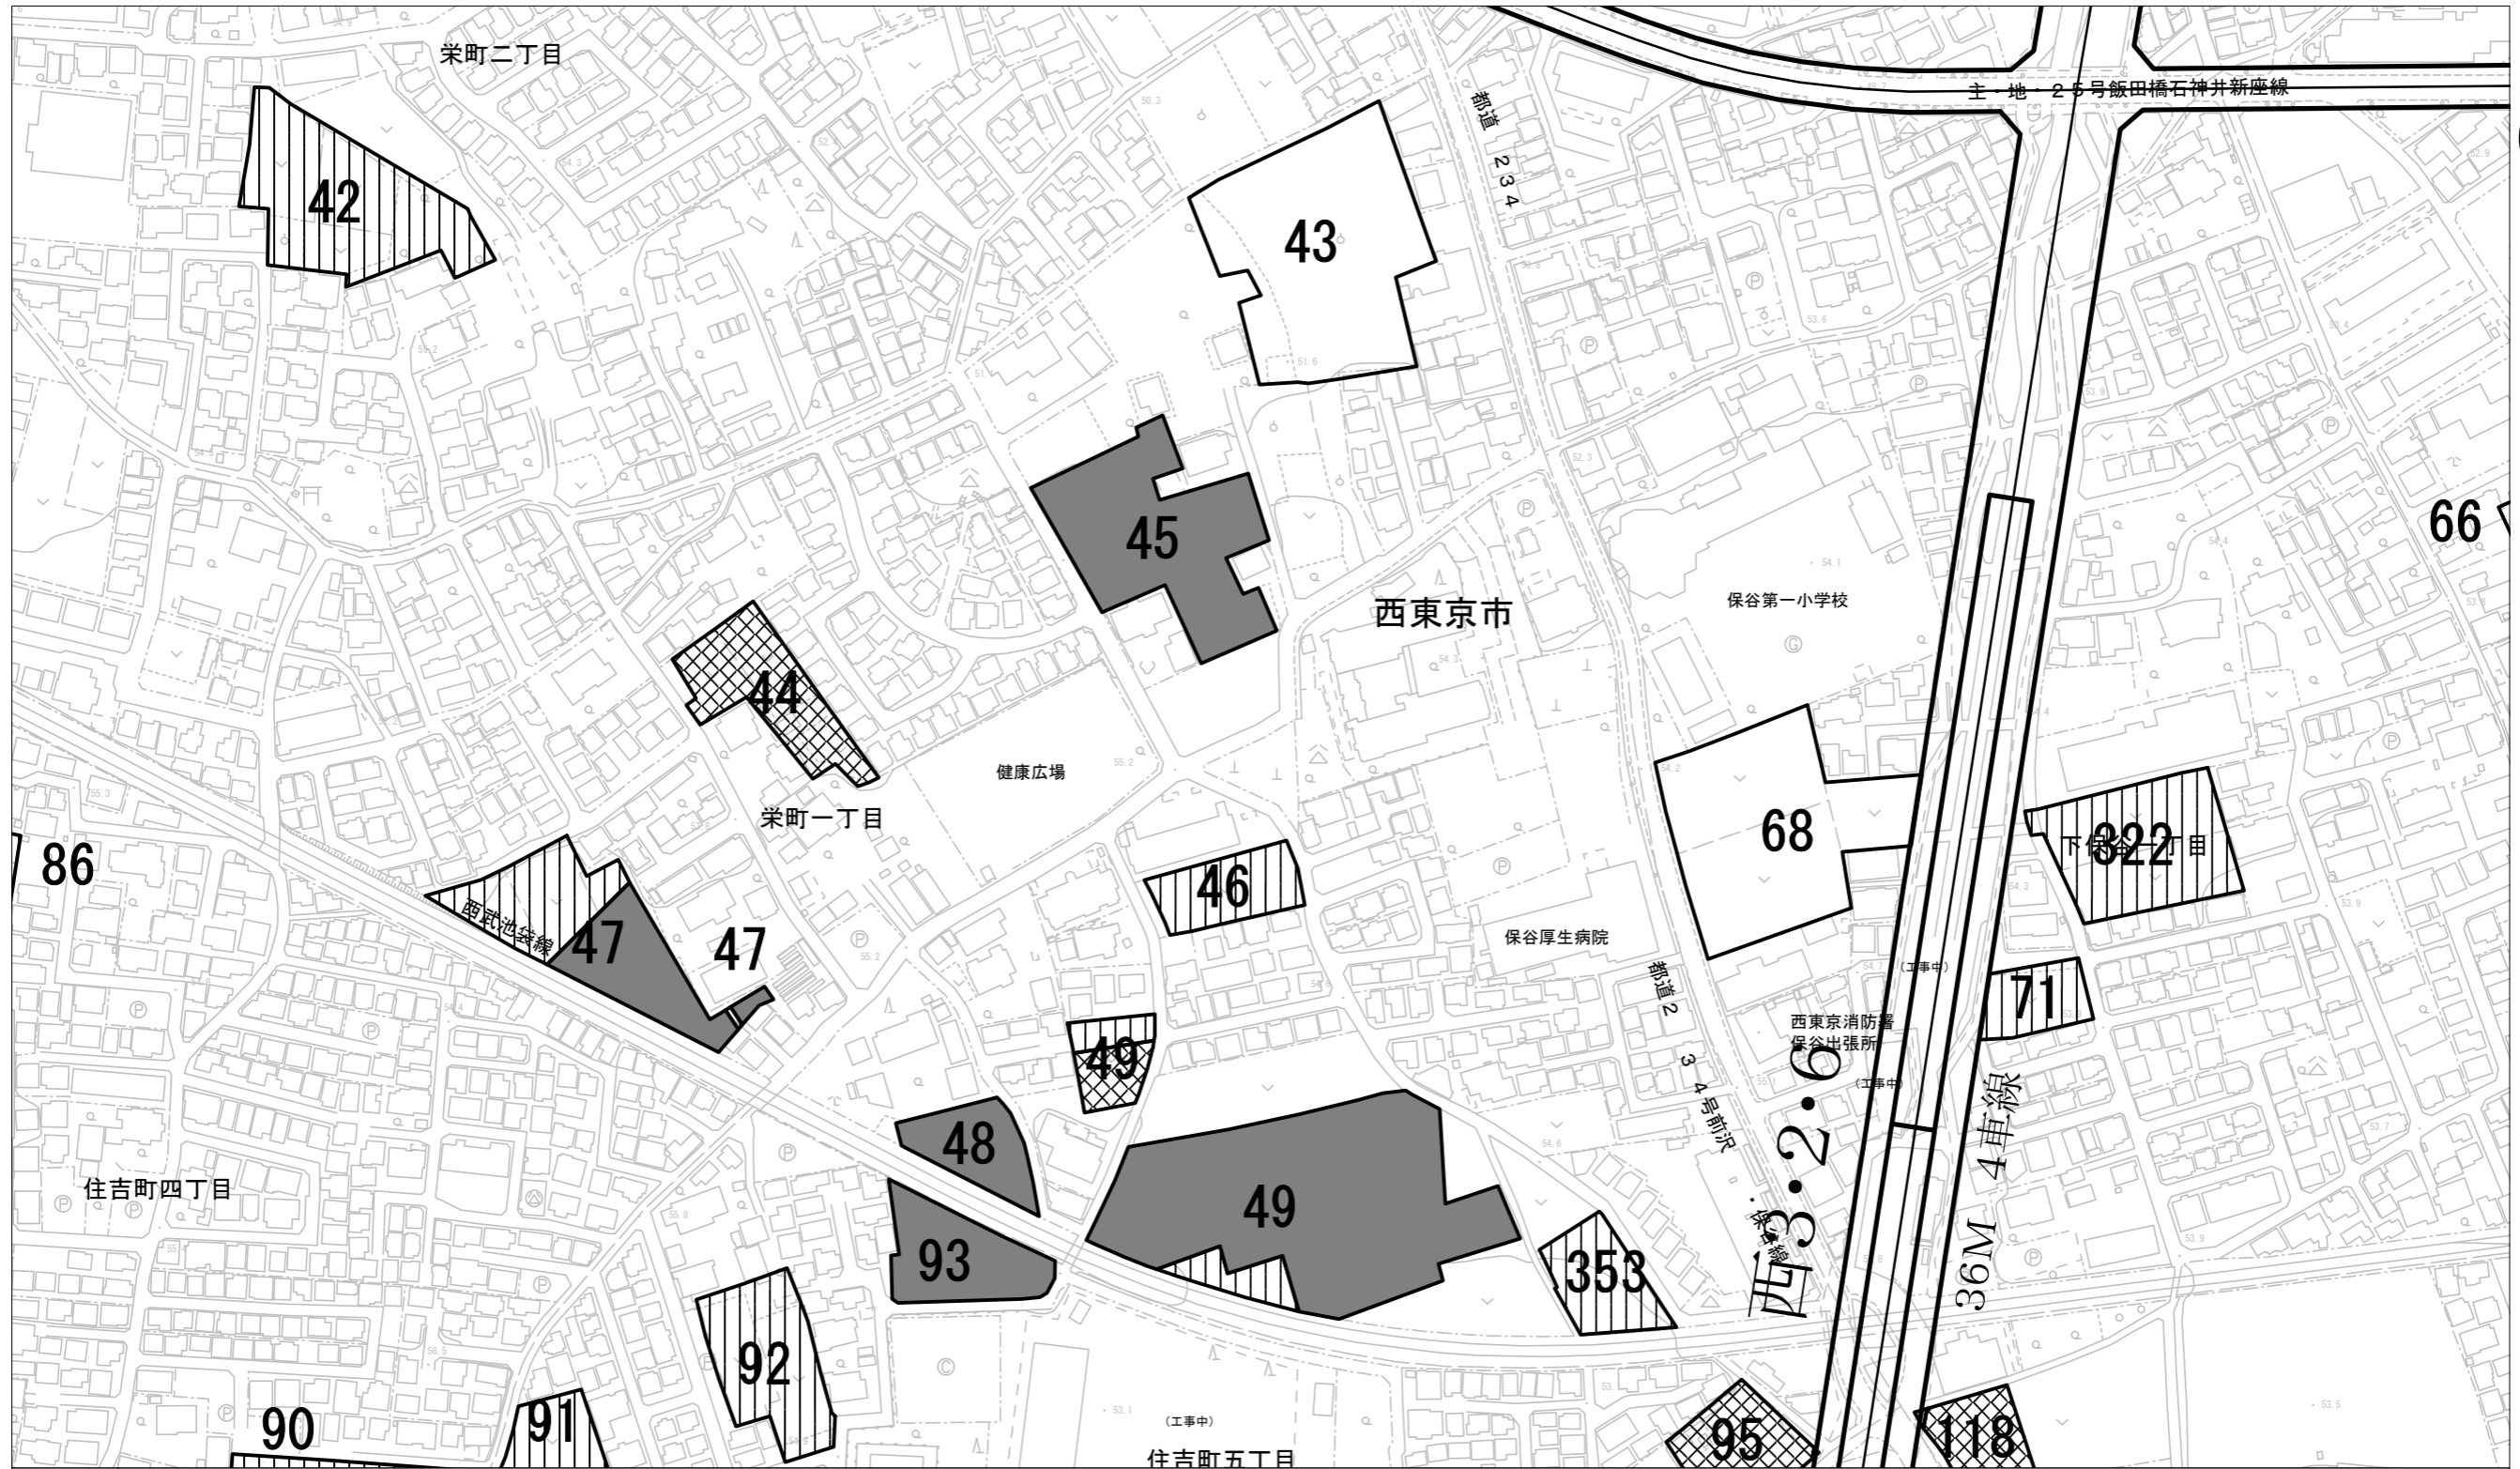 栄町二丁目
主・地・25号飯田橋石神井新座線
都道 234
42
43
45
66
西東京市
保谷第一小学校
44
健康広場
栄町一丁目
68
322
下保谷一丁目
86
46
西武池袋線
47
47
保谷厚生病院
都道2
34号前沢
・保谷線
(工事中)
71
西東京消防署
保谷出張所
(工事中)
49
西3・2・6
36M 4車線
48
住吉町四丁目
49
93
353
92
90
91
(工事中)
住吉町五丁目
95
118